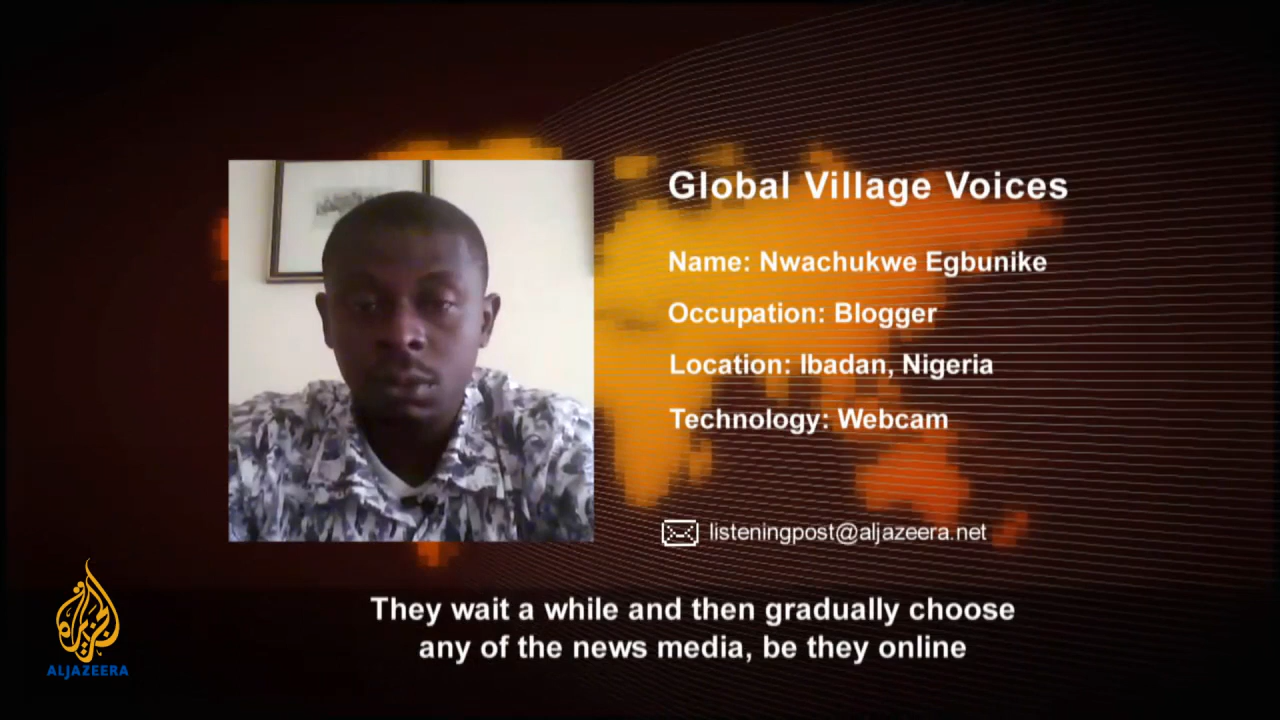 Global Village Voices
Name: Nwachukwe Egbunike
Occupation: Blogger
Location: Ibadan, Nigeria
Technology: Webcam
listeningpost@aljazeera.net
They wait a while and then gradually choose
any of the news media, be they online
الجزيرة
ALJAZEERA